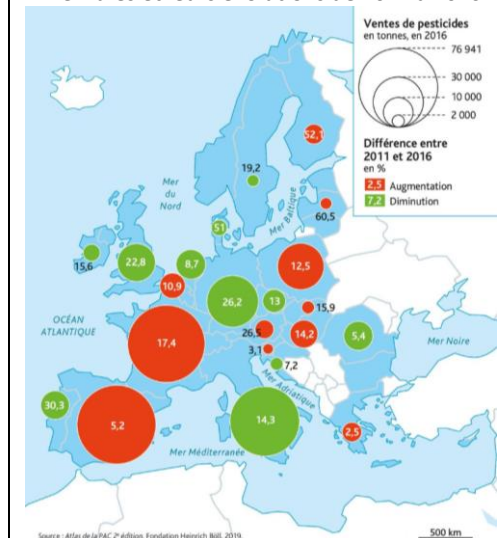 Ventes de pesticides
en tonnes, en 2016
76 941
30 000
10 000
2 000
Différence entre
2011 et 2016
en %
2,5 Augmentation
7,2 Diminution
52,1
19,2
Mer
du
Nord
Mer Baltique
60,5
51
15,6
22,8
8,7
12,5
10,9
26,2
13
15,9
OCÉAN
ATLANTIQUE
17,4
26,5
14,2
5,4
3,1
7,2
Mer Noire
Mer Adriatique
30,3
5,2
14,3
2,5
Mer Méditerranée
Source : Atlas de la PAC 2e édition, Fondation Heinrich Böll, 2019.
500 km